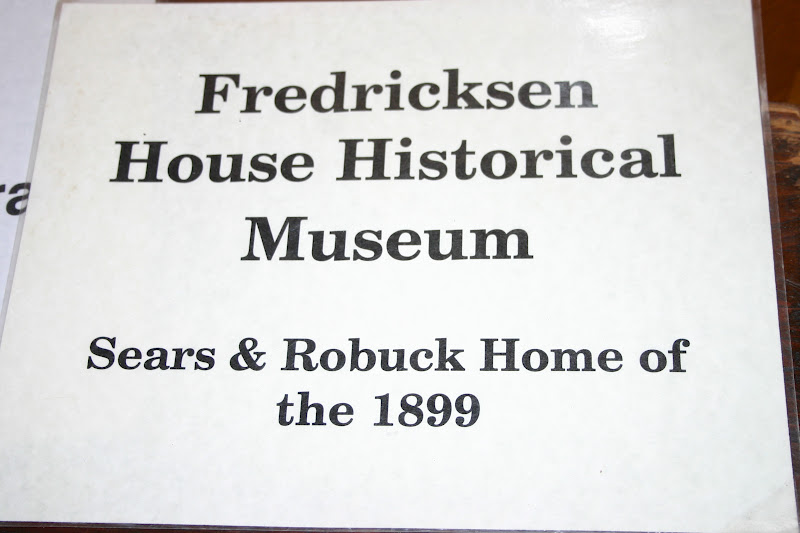 Fredricksen
House Historical
Museum
Sears & Robuck Home of
the 1899